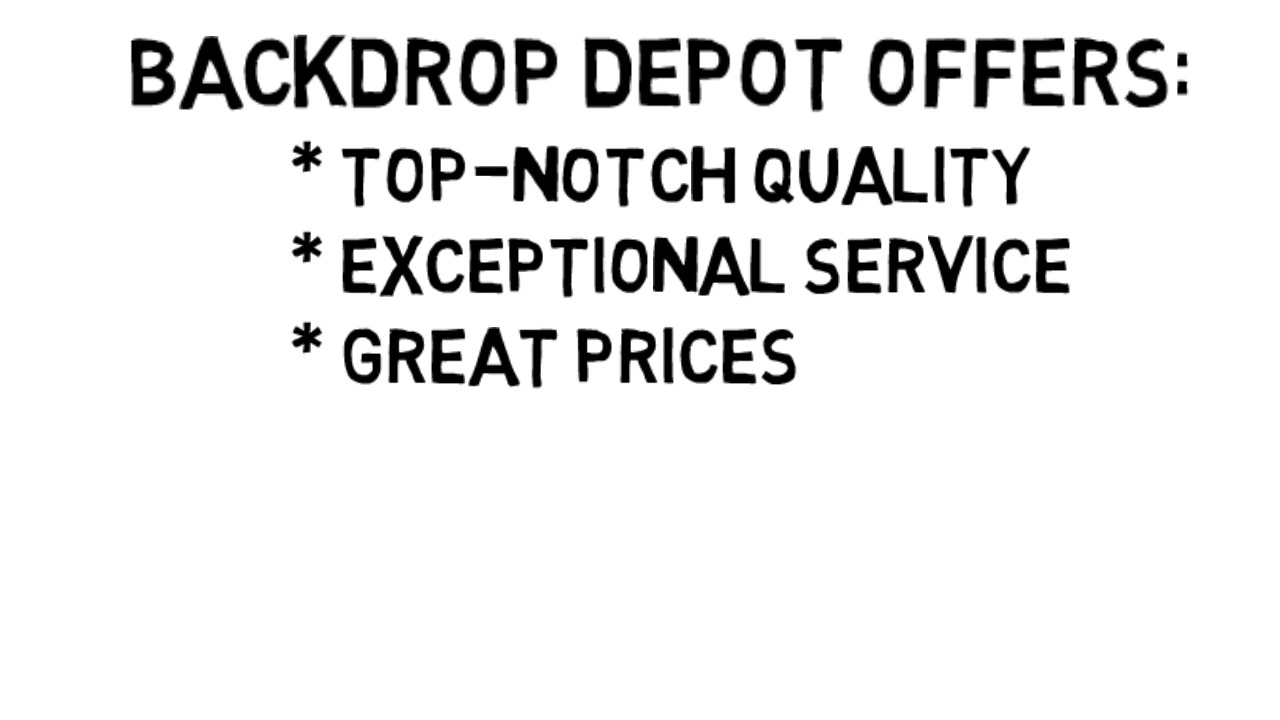 BACKDROP DEPOT OFFERS:
* TOP-NOTCH QUALITY
* EXCEPTIONAL SERVICE
* GREAT PRICES